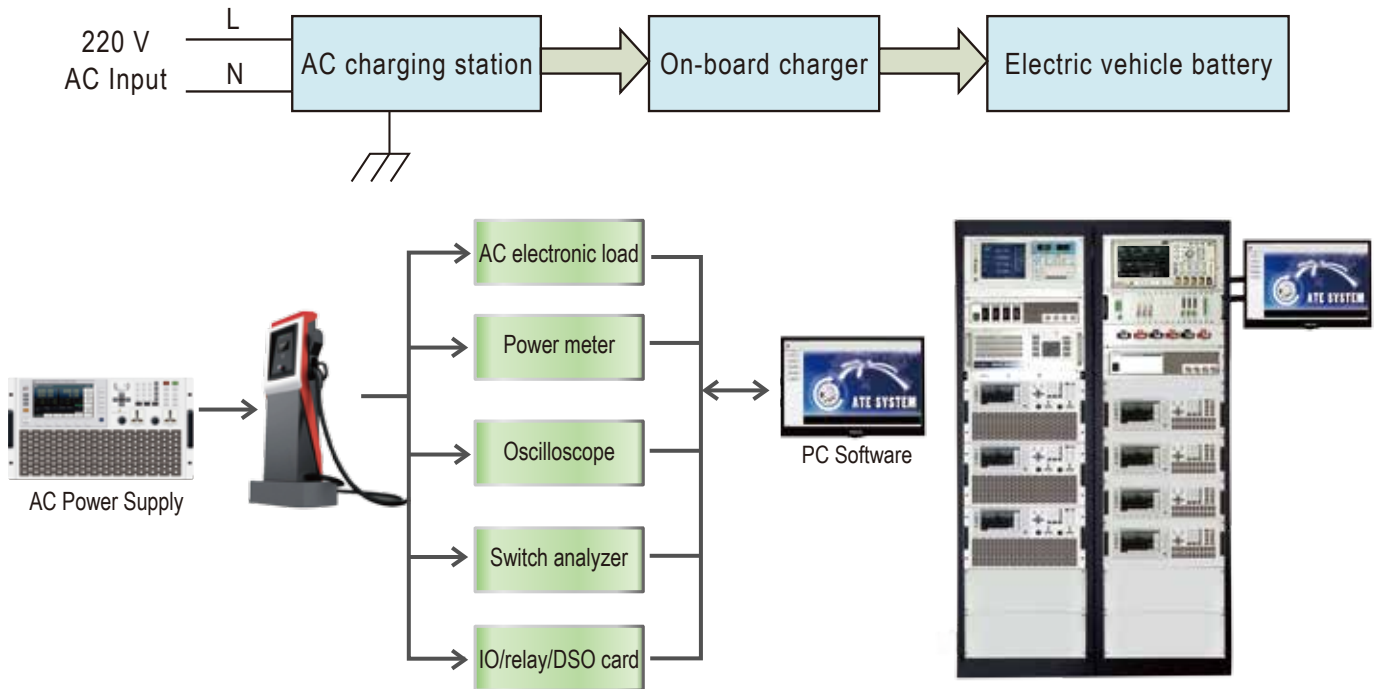 L
220 V
AC Input
N
AC charging station
On-board charger
Electric vehicle battery
AC electronic load
Power meter
Oscilloscope
Switch analyzer
IO/relay/DSO card
AC Power Supply
ATE SYSTEM
PC Software
ATE SYSTEM